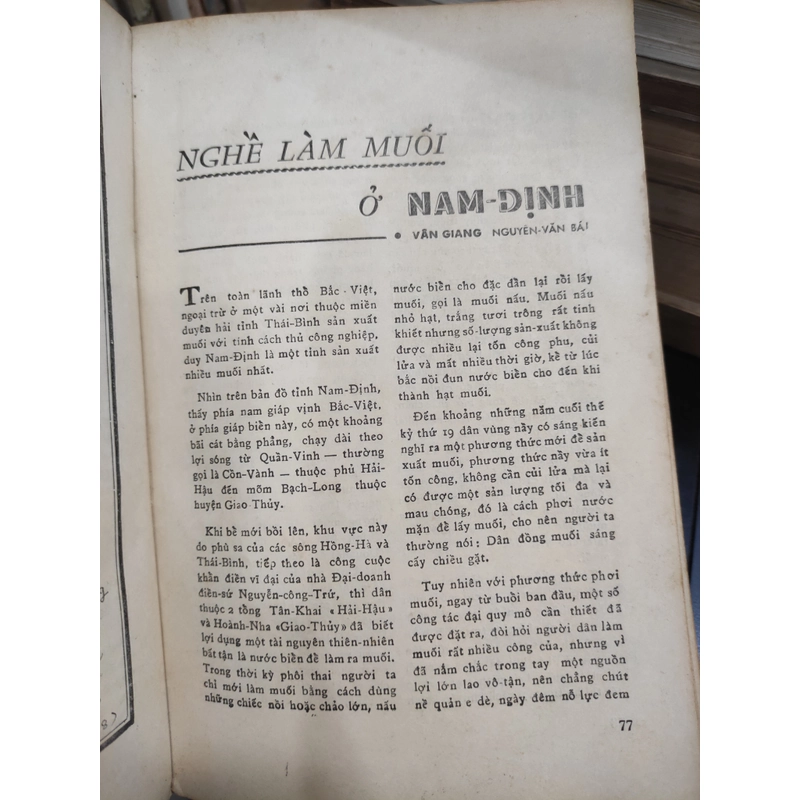 NGHỀ LÀM MUỐI
Ở NAM-ĐỊNH
• VÂN GIANG NGUYỄN-VĂN BÁI
Trên toàn lãnh thổ Bắc-Việt,
ngoại trừ ở một vài nơi thuộc miền
duyên hải tỉnh Thái-Bình sản xuất
muối với tính cách thủ công nghiệp,
duy Nam-Định là một tỉnh sản xuất
nhiều muối nhất.
Nhìn trên bản đồ tỉnh Nam-Định,
thấy phía nam giáp vịnh Bắc-Việt,
ở phía giáp biển này, có một khoảng
bãi cát bằng phẳng, chạy dài theo
lợi sóng từ Quần-Vinh — thường
gọi là Cồn-Vành — thuộc phủ Hải-
Hậu đến mõm Bạch-Long thuộc
huyện Giao-Thủy.
Khi bể mới bồi lên, khu vực này
do phù sa của các sông Hồng-Hà và
Thái-Bình, tiếp theo là công cuộc
khẩn điền vĩ đại của nhà Đại-doanh
điền-sứ Nguyễn-công-Trứ, thì dân
thuộc 2 tổng Tân-Khai «Hải-Hậu»
và Hoành-Nha «Giao-Thủy» đã biết
lợi dụng một tài nguyên thiên-nhiên
bất tận là nước biển để làm ra muối.
Trong thời kỳ phôi thai người ta
chỉ mới làm muối bằng cách dùng
những chiếc nồi hoặc chảo lớn, nấu
nước biển cho đặc dần lại rồi lấy
muối, gọi là muối nấu. Muối nấu
nhỏ hạt, trắng tươi trông rất tinh
khiết nhưng số-lượng sản-xuất không
được nhiều lại tốn công phu, củi
lửa và mất nhiều thời giờ, kể từ lúc
bắc nồi đun nước biển cho đến khi
thành hạt muối.
Đến khoảng những năm cuối thế
kỷ thứ 19 dân vùng này có sáng kiến
nghĩ ra một phương thức mới để sản
xuất muối, phương thức này vừa ít
tốn công, không cần củi lửa mà lại
có được một sản lượng tối đa và
mau chóng, đó là cách phơi nước
mặn để lấy muối, cho nên người ta
thường nói: Dân đồng muối sáng
cấy chiều gặt.
Tuy nhiên với phương thức phơi
muối, ngay từ buổi ban đầu, một số
công tác đại quy mô cần thiết đã
được đặt ra, đòi hỏi người dân làm
muối rất nhiều công của, nhưng vì
đã nắm chắc trong tay một nguồn
lợi lớn lao vô-tận, nên chẳng chút
nề quản e dè, ngày đêm nỗ lực đem
77